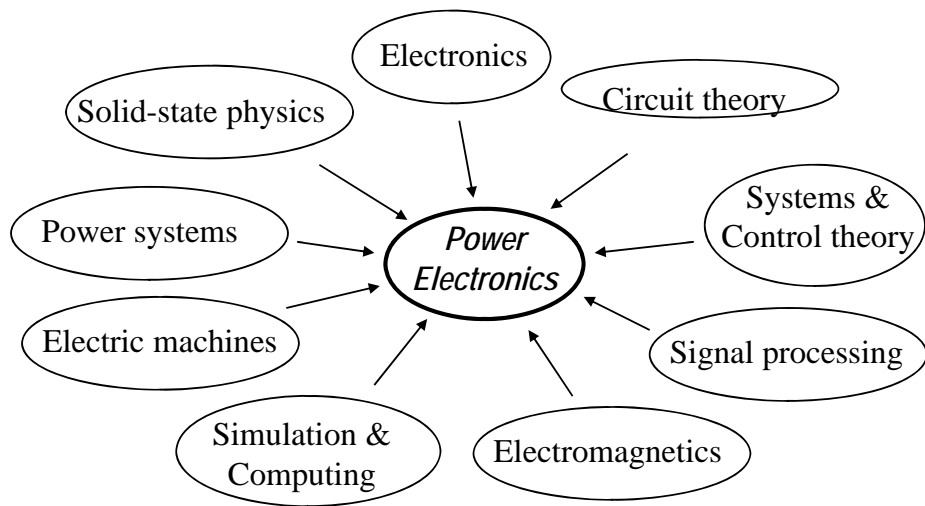 Electronics
Circuit theory
Solid-state physics
Systems &
Control theory
Power systems
Power
Electronics
Electric machines
Signal processing
Simulation &
Computing
Electromagnetics